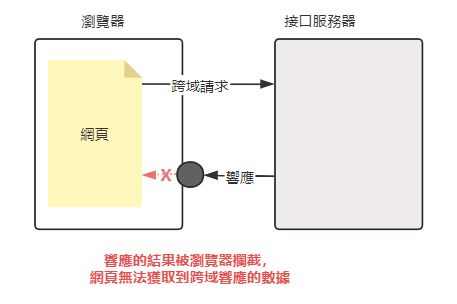 瀏覽器
接口服務器
跨域請求
網頁
X
響應
響應的結果被瀏覽器攔截，
網頁無法獲取到跨域響應的數據